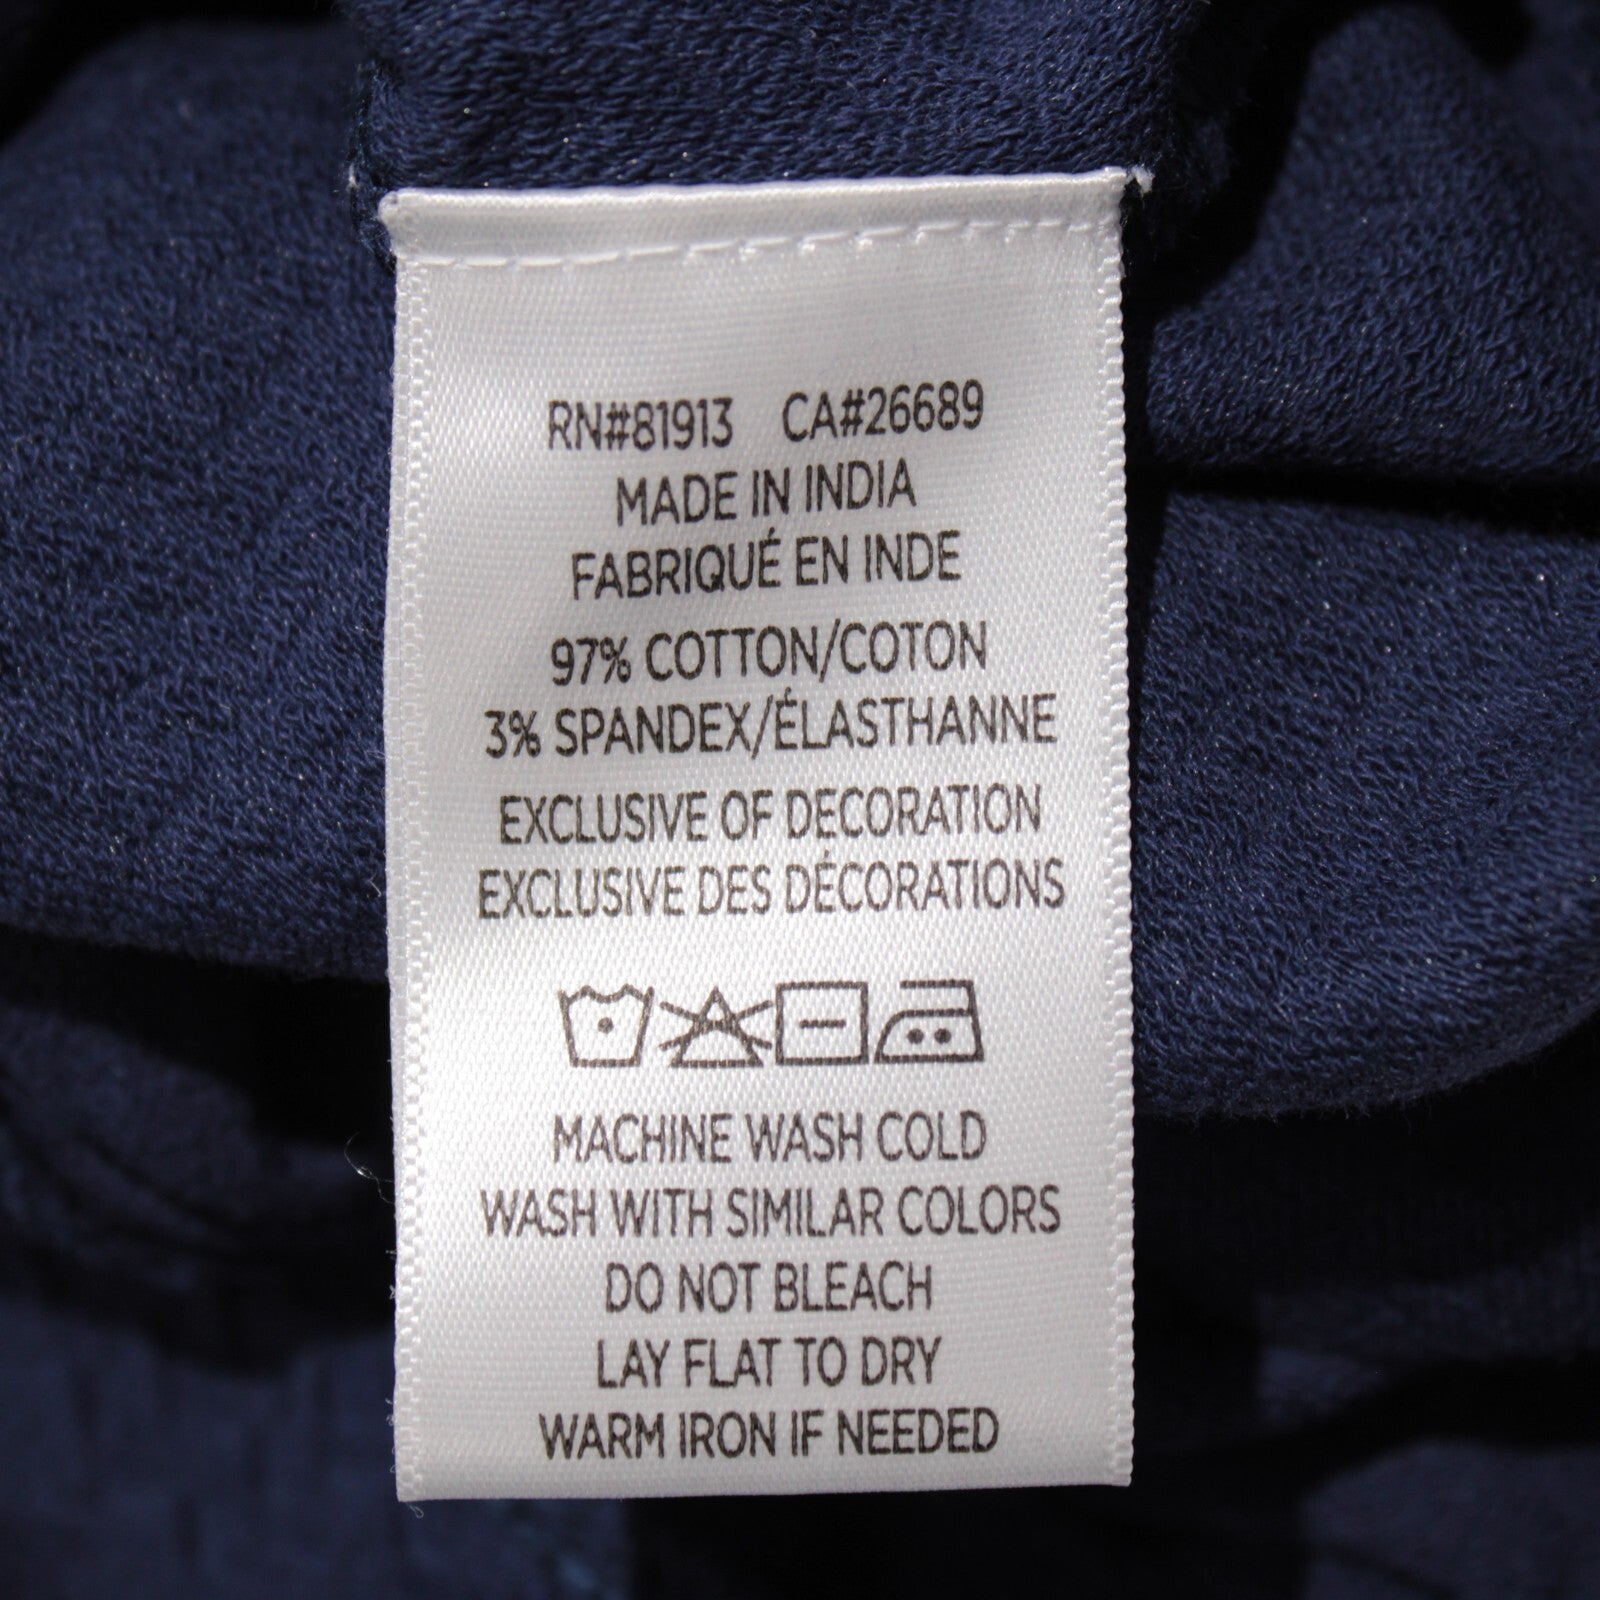 RN#81913 CA#26689
MADE IN INDIA
FABRIQUÉ EN INDE
97% COTTON/COTON
3% SPANDEX/ÉLASTHANNE
EXCLUSIVE OF DECORATION
EXCLUSIVE DES DÉCORATIONS
MACHINE WASH COLD
WASH WITH SIMILAR COLORS
DO NOT BLEACH
LAY FLAT TO DRY
WARM IRON IF NEEDED